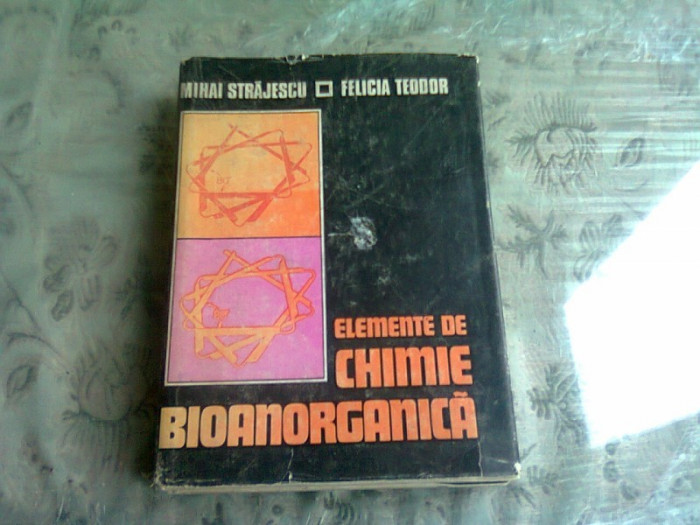 MIHAI STRĂJESCU □ FELICIA TEODOR
ELEMENTE DE
CHIMIE
BIOANORGANICĂ